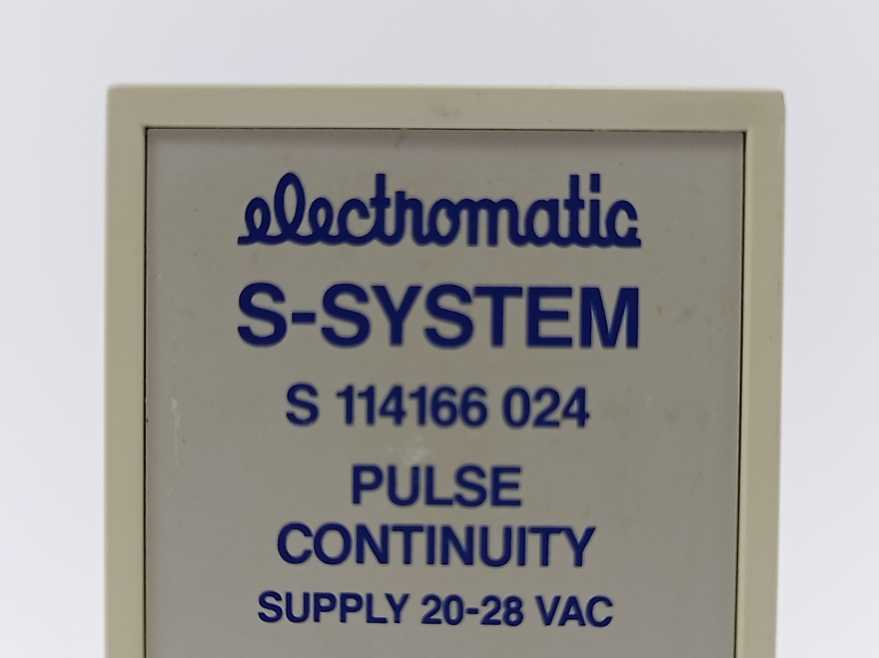 electromatic
S-SYSTEM
S 114166 024
PULSE
CONTINUITY
SUPPLY 20-28 VAC